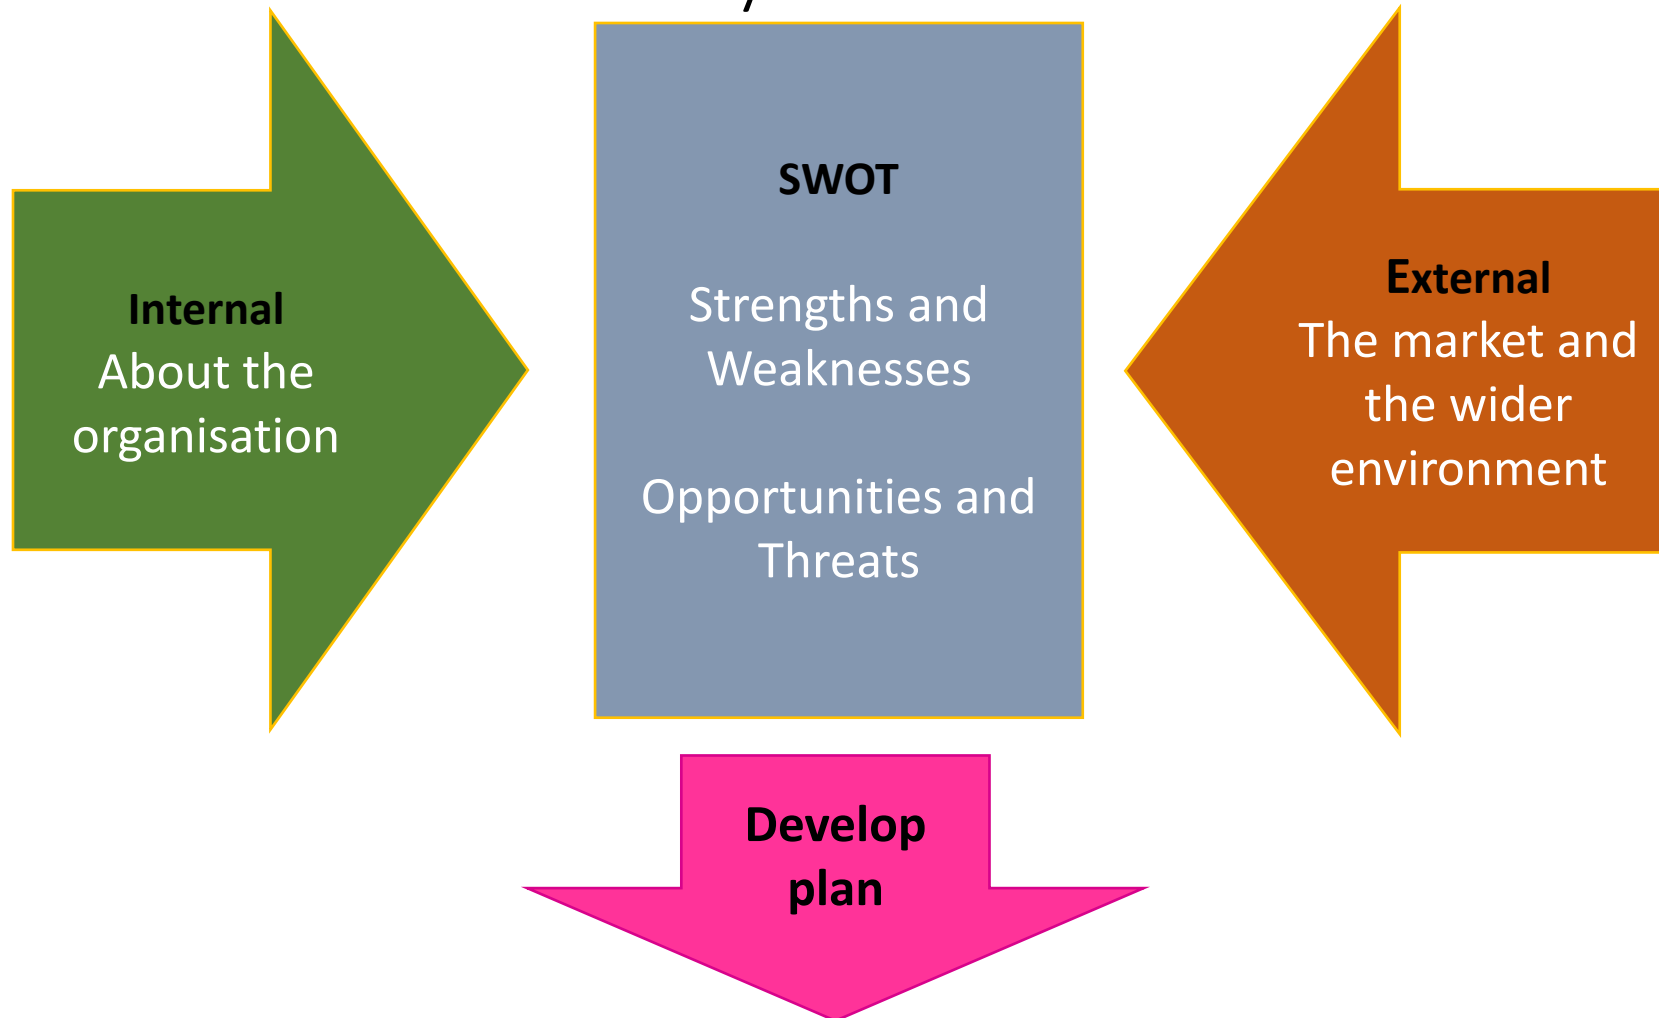 Internal
About the
organisation
SWOT
Strengths and
Weaknesses
Opportunities and
Threats
External
The market and
the wider
environment
Develop
plan